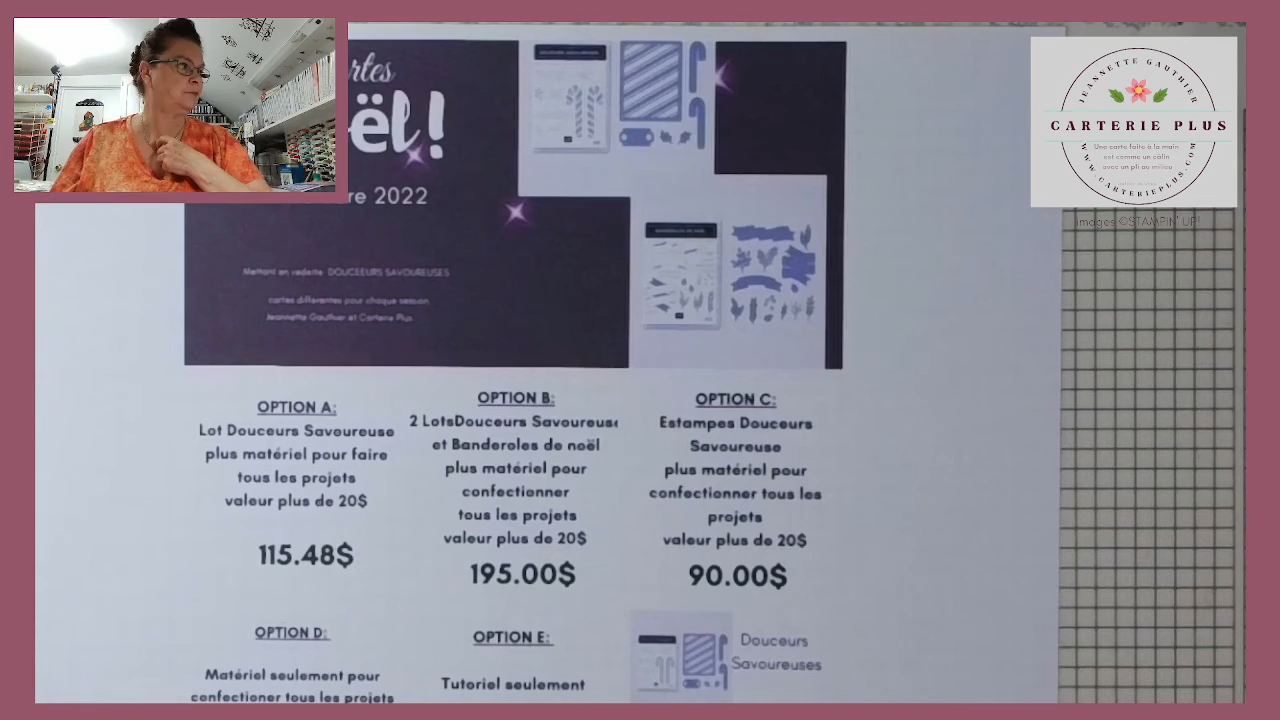 JEANNETTE GAUTHIER
CARTERIE PLUS
Une carte faite à la main
est comme un câlin
avec un pli au milieu
WWW.CARTERIEPLUS.COM
images ©STAMPIN' UP!
rtes
ël!
re 2022
Mettant en vedette DOUCEEURS SAVOUREUSES
cartes differentes pour chaque session
Jeannette Gauthier et Carterie Plus
OPTION A:
Lot Douceurs Savoureuse
plus matériel pour faire
tous les projets
valeur plus de 20$
115.48$
OPTION B:
2 LotsDouceurs Savoureuse
et Banderoles de noël
plus matériel pour
confectionner
tous les projets
valeur plus de 20$
195.00$
OPTION C:
Estampes Douceurs
Savoureuse
plus matériel pour
confectionner tous les
projets
valeur plus de 20$
90.00$
OPTION D:
Matériel seulement pour
confectioner tous les projets
OPTION E:
Tutoriel seulement
Douceurs
Savoureuses